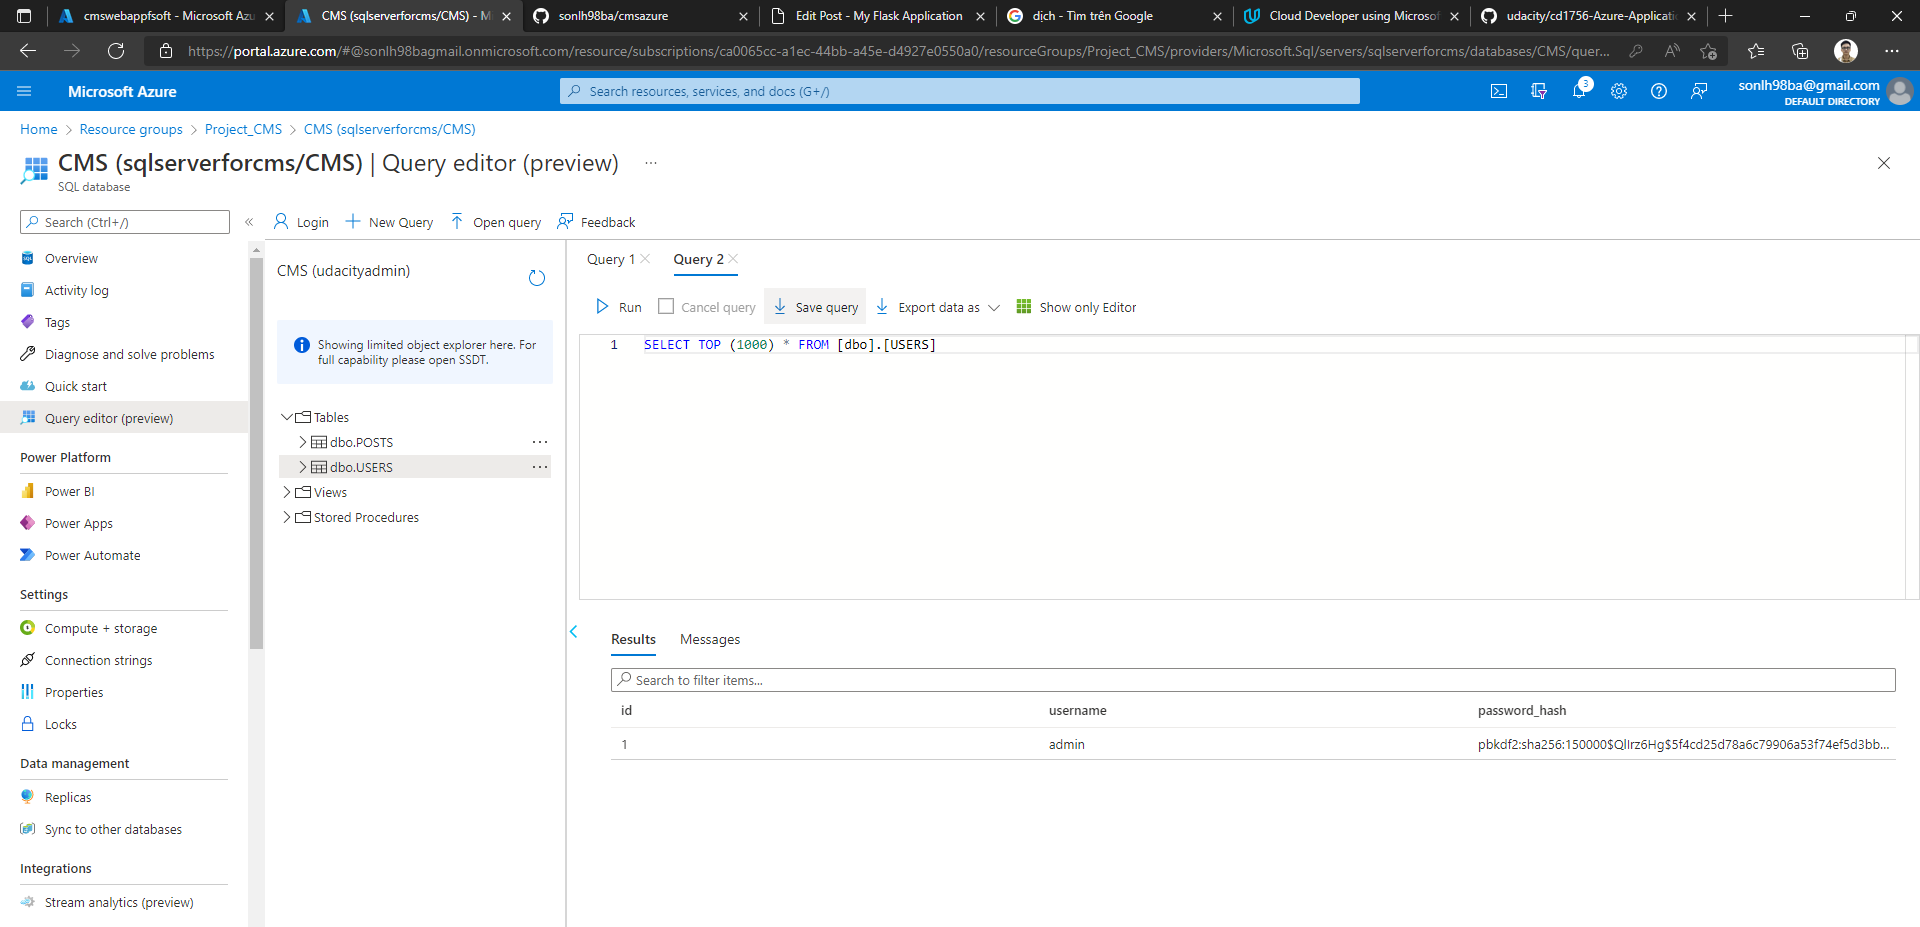 cmswebappfsoft - Microsoft Azu
CMS (sqlserverforcms/CMS) - M
sonlh98ba/cmsazure
Edit Post - My Flask Application
dịch - Tìm trên Google
Cloud Developer using Microsof
udacity/cd1756-Azure-Applicati
https://portal.azure.com/#@sonlh98bagmail.onmicrosoft.com/resource/subscriptions/ca0065cc-a1ec-44bb-a45e-d4927e0550a0/resourceGroups/Project_CMS/providers/Microsoft.Sql/servers/sqlserverforcms/databases/CMS/quer...
Microsoft Azure
Search resources, services, and docs (G+/)
3
sonlh98ba@gmail.com
DEFAULT DIRECTORY
Home > Resource groups > Project_CMS > CMS (sqlserverforcms/CMS)
CMS (sqlserverforcms/CMS) | Query editor (preview) ...
SQL database
Search (Ctrl+/)
«
Login
New Query
Open query
Feedback
Overview
Activity log
Tags
Diagnose and solve problems
Quick start
Query editor (preview)
Power Platform
Power BI
Power Apps
Power Automate
Settings
Compute + storage
Connection strings
Properties
Locks
Data management
Replicas
Sync to other databases
Integrations
Stream analytics (preview)
CMS (udacityadmin)
Showing limited object explorer here. For
full capability please open SSDT.
Tables
dbo.POSTS
dbo.USERS
Views
Stored Procedures
Query 1
Query 2
Run
Cancel query
Save query
Export data as
Show only Editor
1 SELECT TOP (1000) * FROM [dbo].[USERS]
Results
Messages
Search to filter items...
id username password_hash
1 admin pbkdf2:sha256:150000$QlIrz6Hg$5f4cd25d78a6c79906a53f74ef5d3bb...